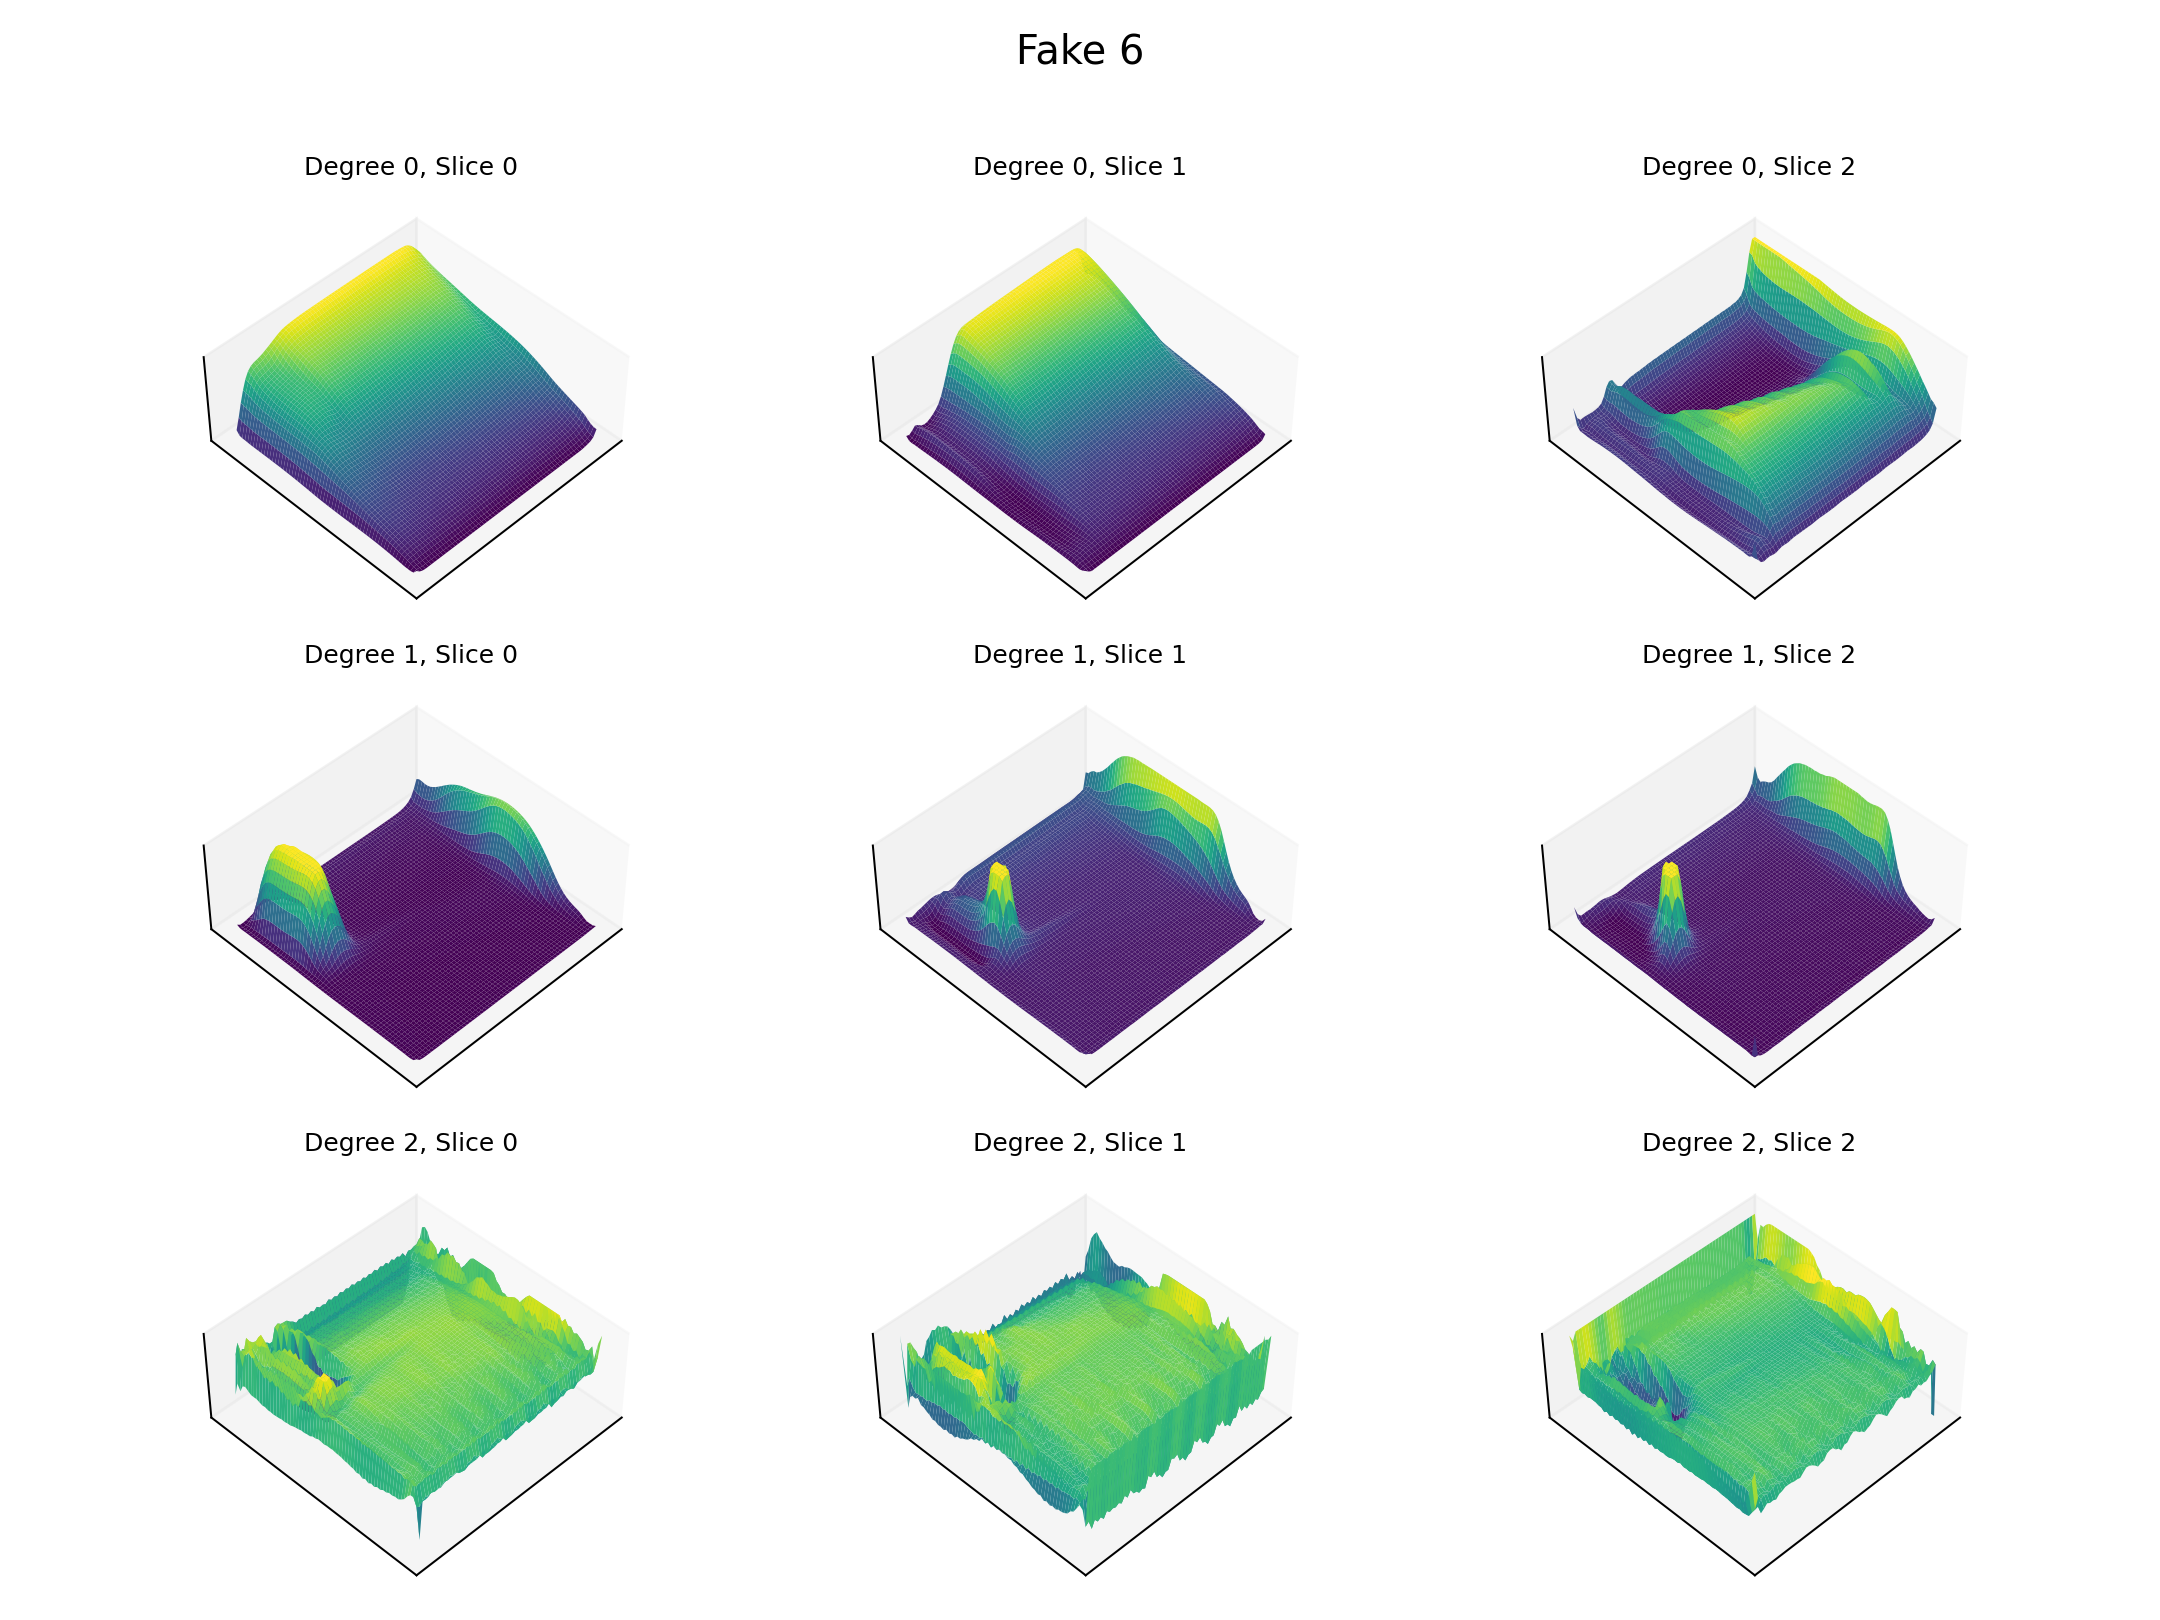 Fake 6
Degree 0, Slice 0
Degree 0, Slice 1
Degree 0, Slice 2
Degree 1, Slice 0
Degree 1, Slice 1
Degree 1, Slice 2
Degree 2, Slice 0
Degree 2, Slice 1
Degree 2, Slice 2